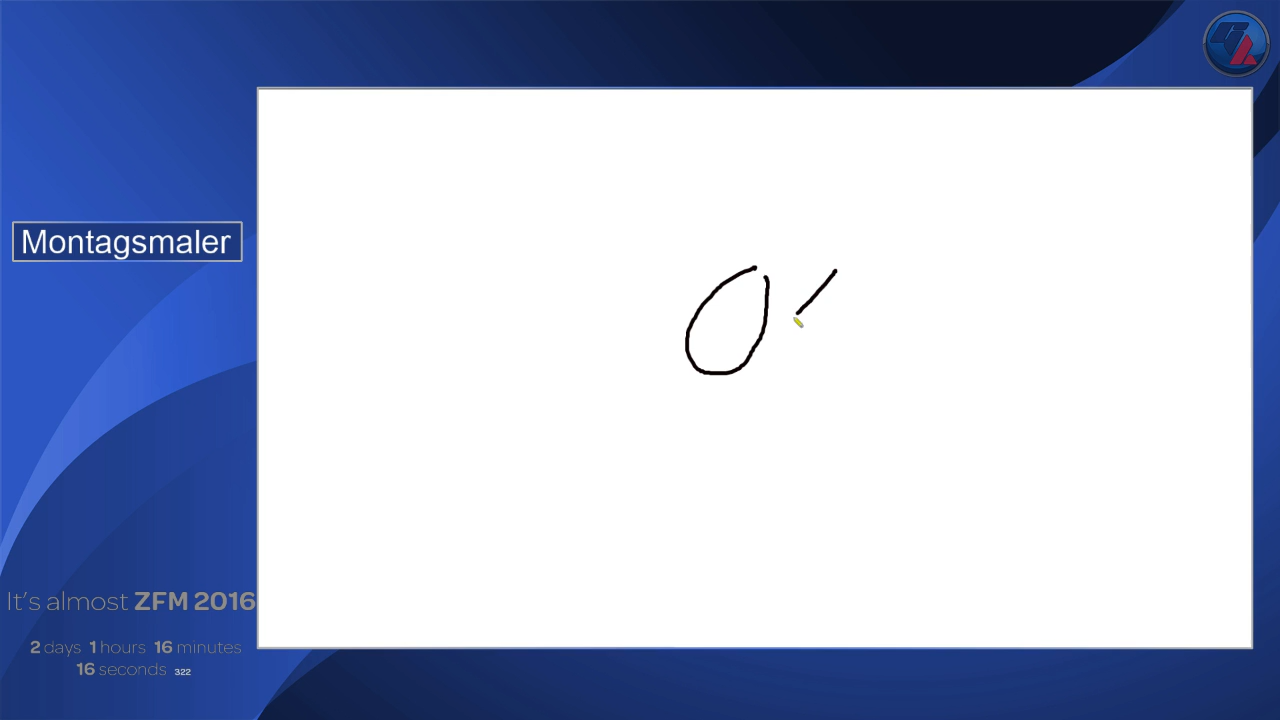 Montagsmaler
It's almost ZFM 2016
2 days 1 hours 16 minutes
16 seconds 322